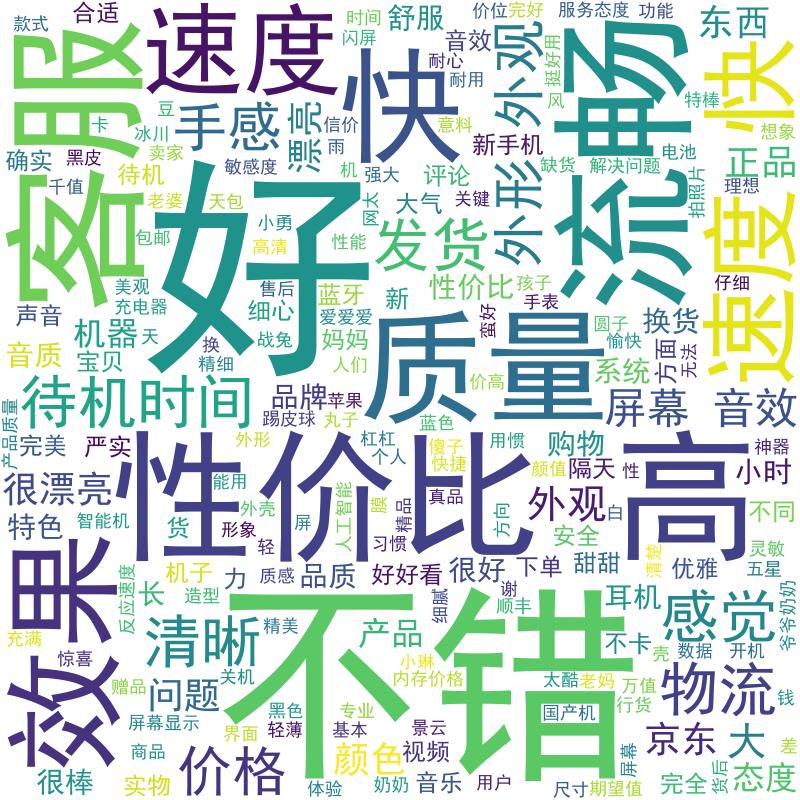 款式
合适
时间
闪屏
舒服
价位
完好
服务态度
功能
东西
速度
音效
耐心
耐用
外观
挺好用
风
流畅
快
特棒
想象
客服
卡
豆
冰川
手感
漂亮
信价
雨
快
意料
新手机
确实
黑皮
卖家
敏感度
强大
机
评论
缺货
解决问题
电池
正品
千值
待机
老婆
天包
网太
大气
关键
外形
拍照片
理想
好
包邮
小勇
高清
性能
发货
速度
美观
充电器
售后
细心
蓝牙
爱爱爱
新
性价比
孩子
手表
仔细
声音
机器
天
换
战兔
妈妈
蛮好
圆子
换货
音质
宝贝
精细
人们
质量
愉快
方面
无法
价高
系统
待机时间
品牌
苹果
踢皮球
丸子
蓝色
屏幕
音效
产品质量
完美
严实
外形
杠杠
个人
傻子
快捷
用惯
购物
神器
很漂亮
能用
性价比
高
颜值
隔天
性
小时
特色
智能机
货
外壳
形象
屏
人工智能
膜
习惯
精品
真品
方向
外观
白
不同
安全
轻
清楚
灵敏
效果
反应速度
机子
力
质感
品质
好好看
很好
下单
甜甜
优雅
五星
长
造型
细腻
谢
顺丰
耳机
感觉
爷爷奶奶
充满
清晰
精美
不错
产品
不卡
数据
开机
惊喜
关机
小琳
内存价格
太酷
老妈
万值
壳
赠品
问题
行货
物流
钱
屏幕显示
黑色
轻薄
专业
基本
景云
国产机
界面
颜色
视频
京东
大
差
商品
价格
屏幕
很棒
实物
体验
奶奶
音乐
用户
尺寸
期望值
完全
货后
态度